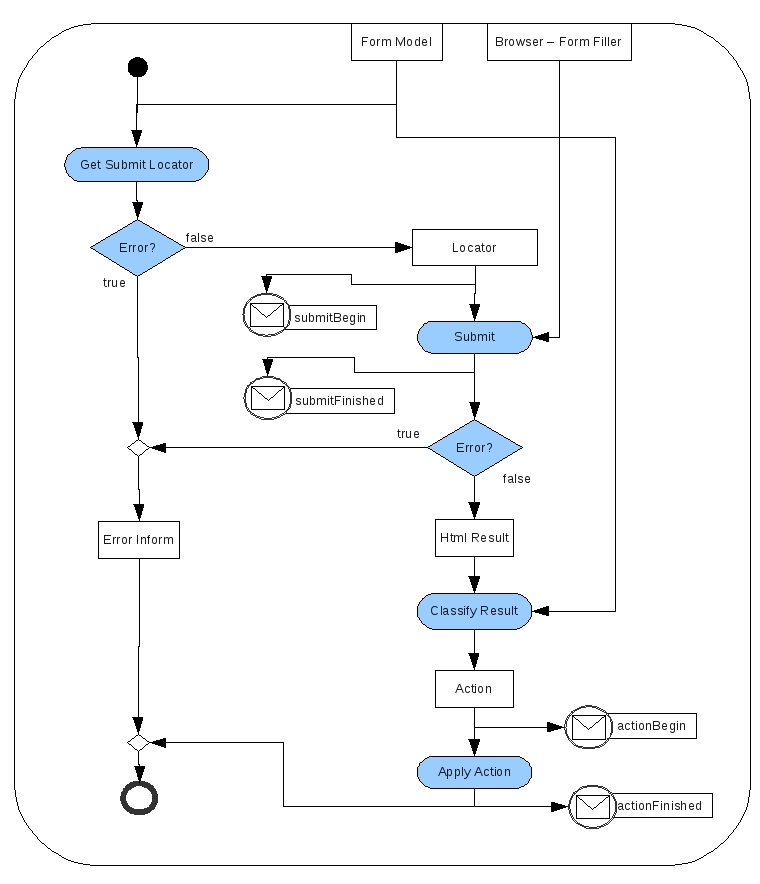 Form Model
Browser – Form Filler
Get Submit Locator
Error?
false
Locator
true
submitBegin
Submit
submitFinished
true
Error?
false
Error Inform
Html Result
Classify Result
Action
actionBegin
Apply Action
actionFinished